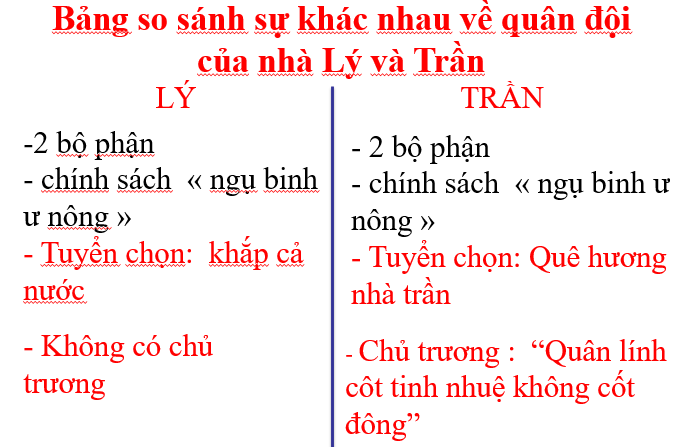 Bảng so sánh sự khác nhau về quân đội
của nhà Lý và Trần
LÝ
-2 bộ phận
- chính sách « ngụ binh
ư nông »
- Tuyển chọn: khắp cả
nước
- Không có chủ
trương
TRẦN
- 2 bộ phận
- chính sách « ngụ binh ư
nông »
- Tuyển chọn: Quê hương
nhà trần
- Chủ trương : “Quân lính
côt tinh nhuệ không cốt
đông”